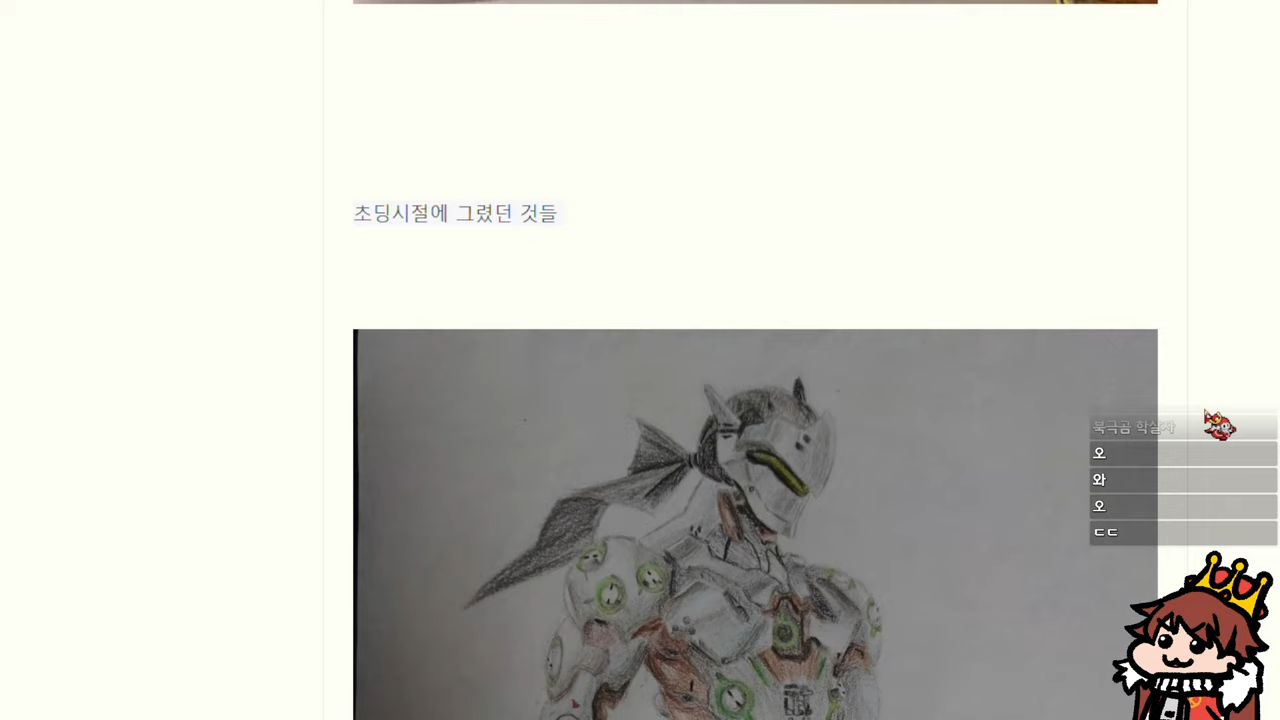 초딩시절에 그렸던 것들
북극곰 학살자
오
와
오
ㄷㄷ